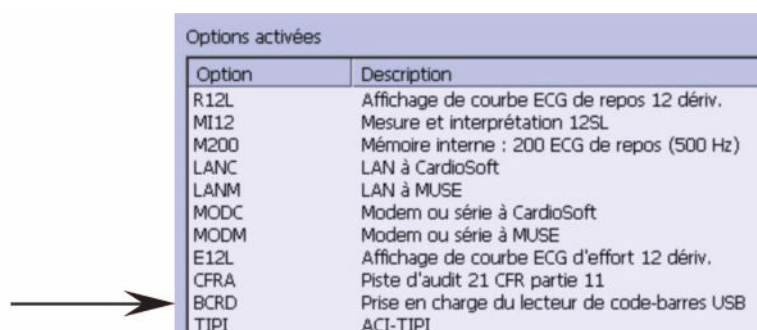 Options activées
Option Description
R12L Affichage de courbe ECG de repos 12 dériv.
MI12 Mesure et interprétation 12SL
M200 Mémoire interne : 200 ECG de repos (500 Hz)
LANC LAN à CardioSoft
LANM LAN à MUSE
MODC Modem ou série à CardioSoft
MODM Modem ou série à MUSE
E12L Affichage de courbe ECG d'effort 12 dériv.
CFRA Piste d'audit 21 CFR partie 11
BCRD Prise en charge du lecteur de code-barres USB
TIPI ACI-TIPI